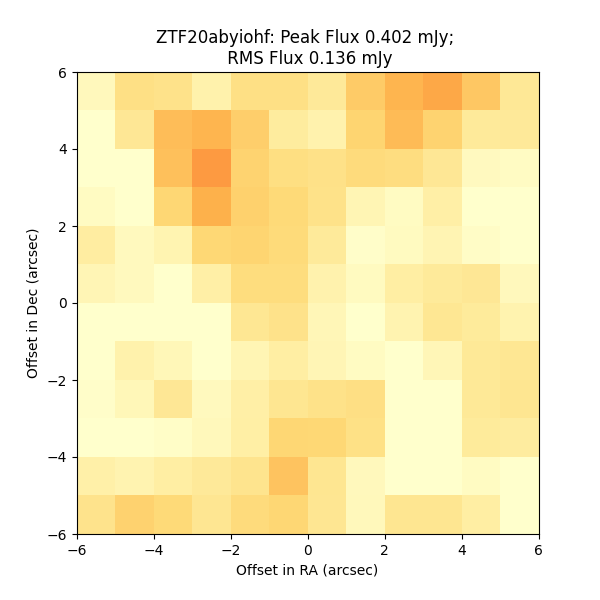 ZTF20abyiohf: Peak Flux 0.402 mJy;
RMS Flux 0.136 mJy
6
4
2
0
−2
−4
−6
Offset in Dec (arcsec)
−6 −4 −2 0 2 4 6
Offset in RA (arcsec)